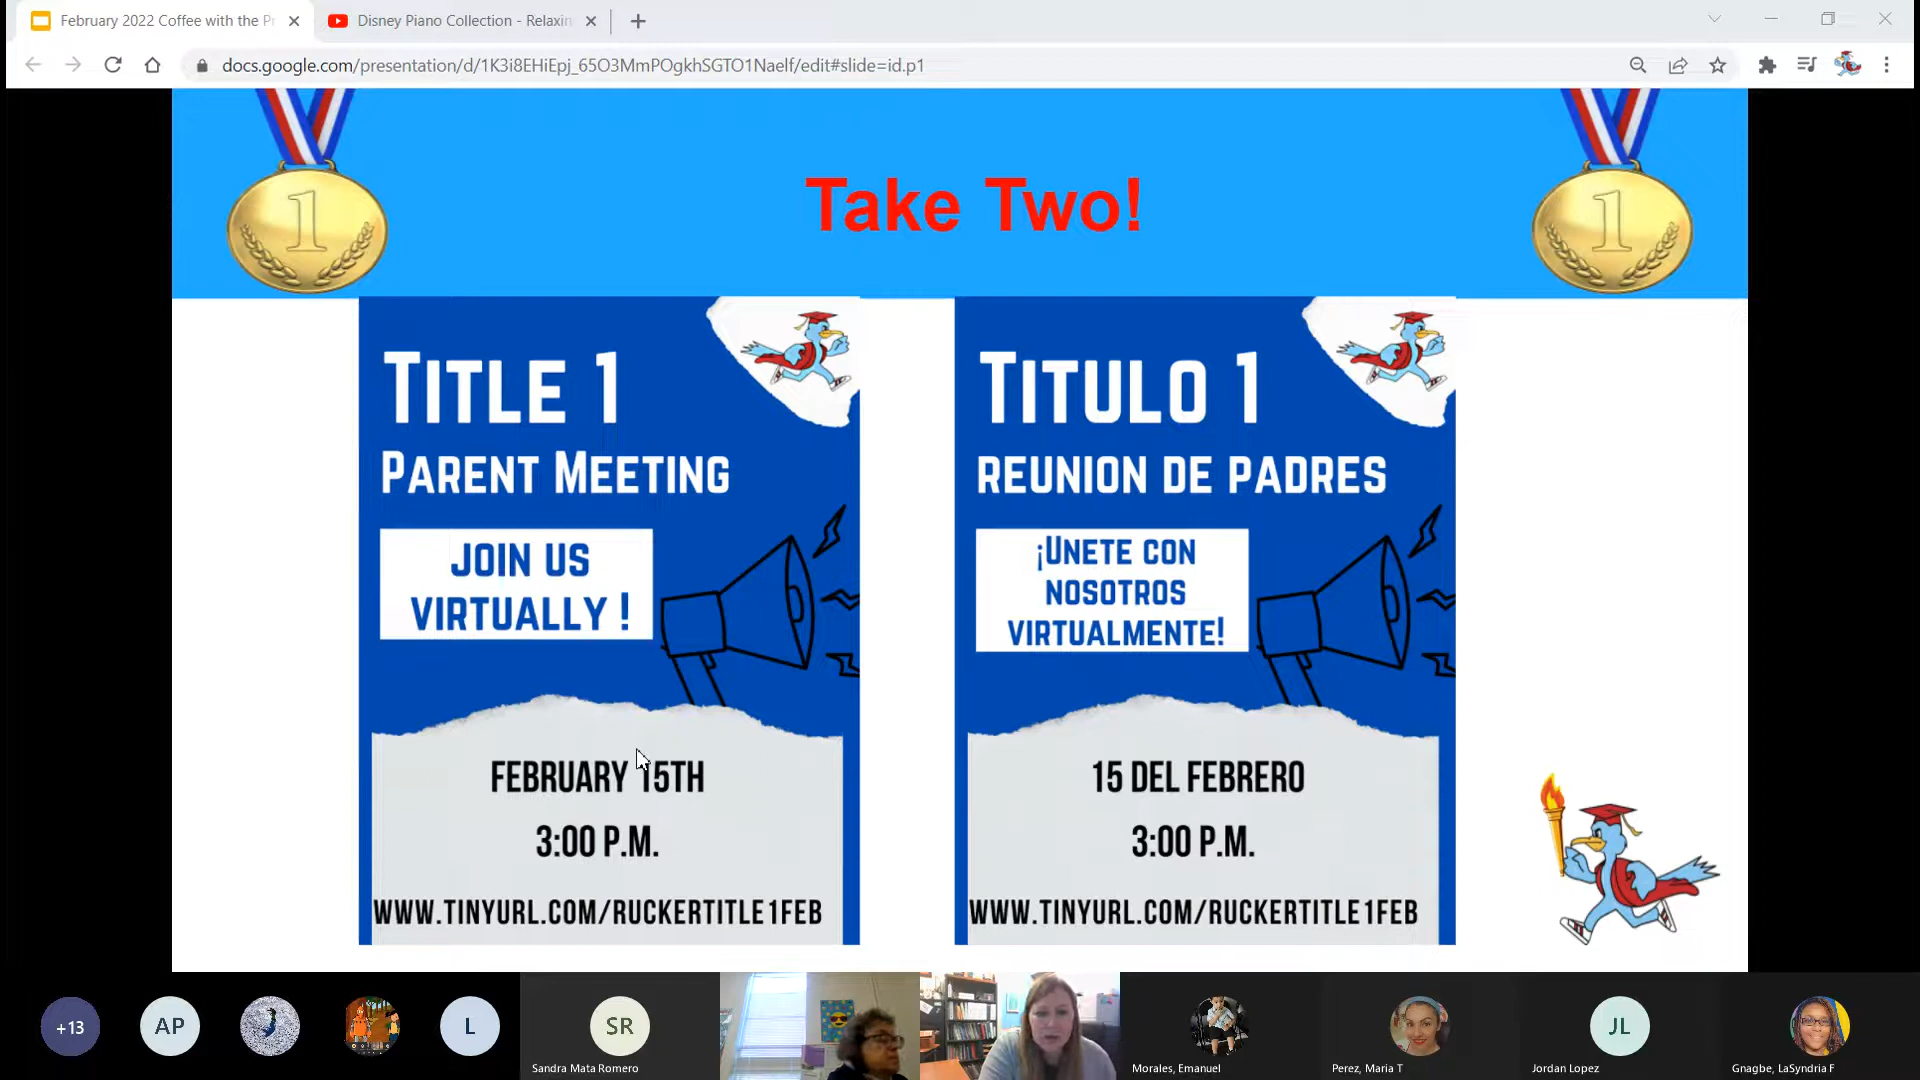 February 2022 Coffee with the Pr
Disney Piano Collection - Relaxin
docs.google.com/presentation/d/1K3i8EHiEpj_65O3MmPOgkhSGTO1Naelf/edit#slide=id.p1
1
1
Take Two!
TITLE 1
PARENT MEETING
JOIN US
VIRTUALLY !
FEBRUARY 15TH
3:00 P.M.
WWW.TINYURL.COM/RUCKERTITLE1FEB
TITULO 1
REUNION DE PADRES
¡UNETE CON
NOSOTROS
VIRTUALMENTE!
15 DEL FEBRERO
3:00 P.M.
WWW.TINYURL.COM/RUCKERTITLE1FEB
+13
AP
L
SR
Sandra Mata Romero
Morales, Emanuel
Perez, Maria T
JL
Jordan Lopez
Gnagbe, LaSyndria F